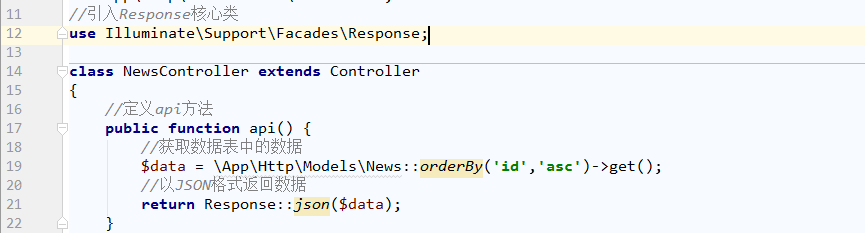 11 //引入Response核心类
12 use Illuminate\Support\Facades\Response;
13
14 class NewsController extends Controller
15 {
16 //定义api方法
17 public function api() {
18 //获取数据表中的数据
19 $data = \App\Http\Models\News::orderBy('id','asc')->get();
20 //以JSON格式返回数据
21 return Response::json($data);
22 }